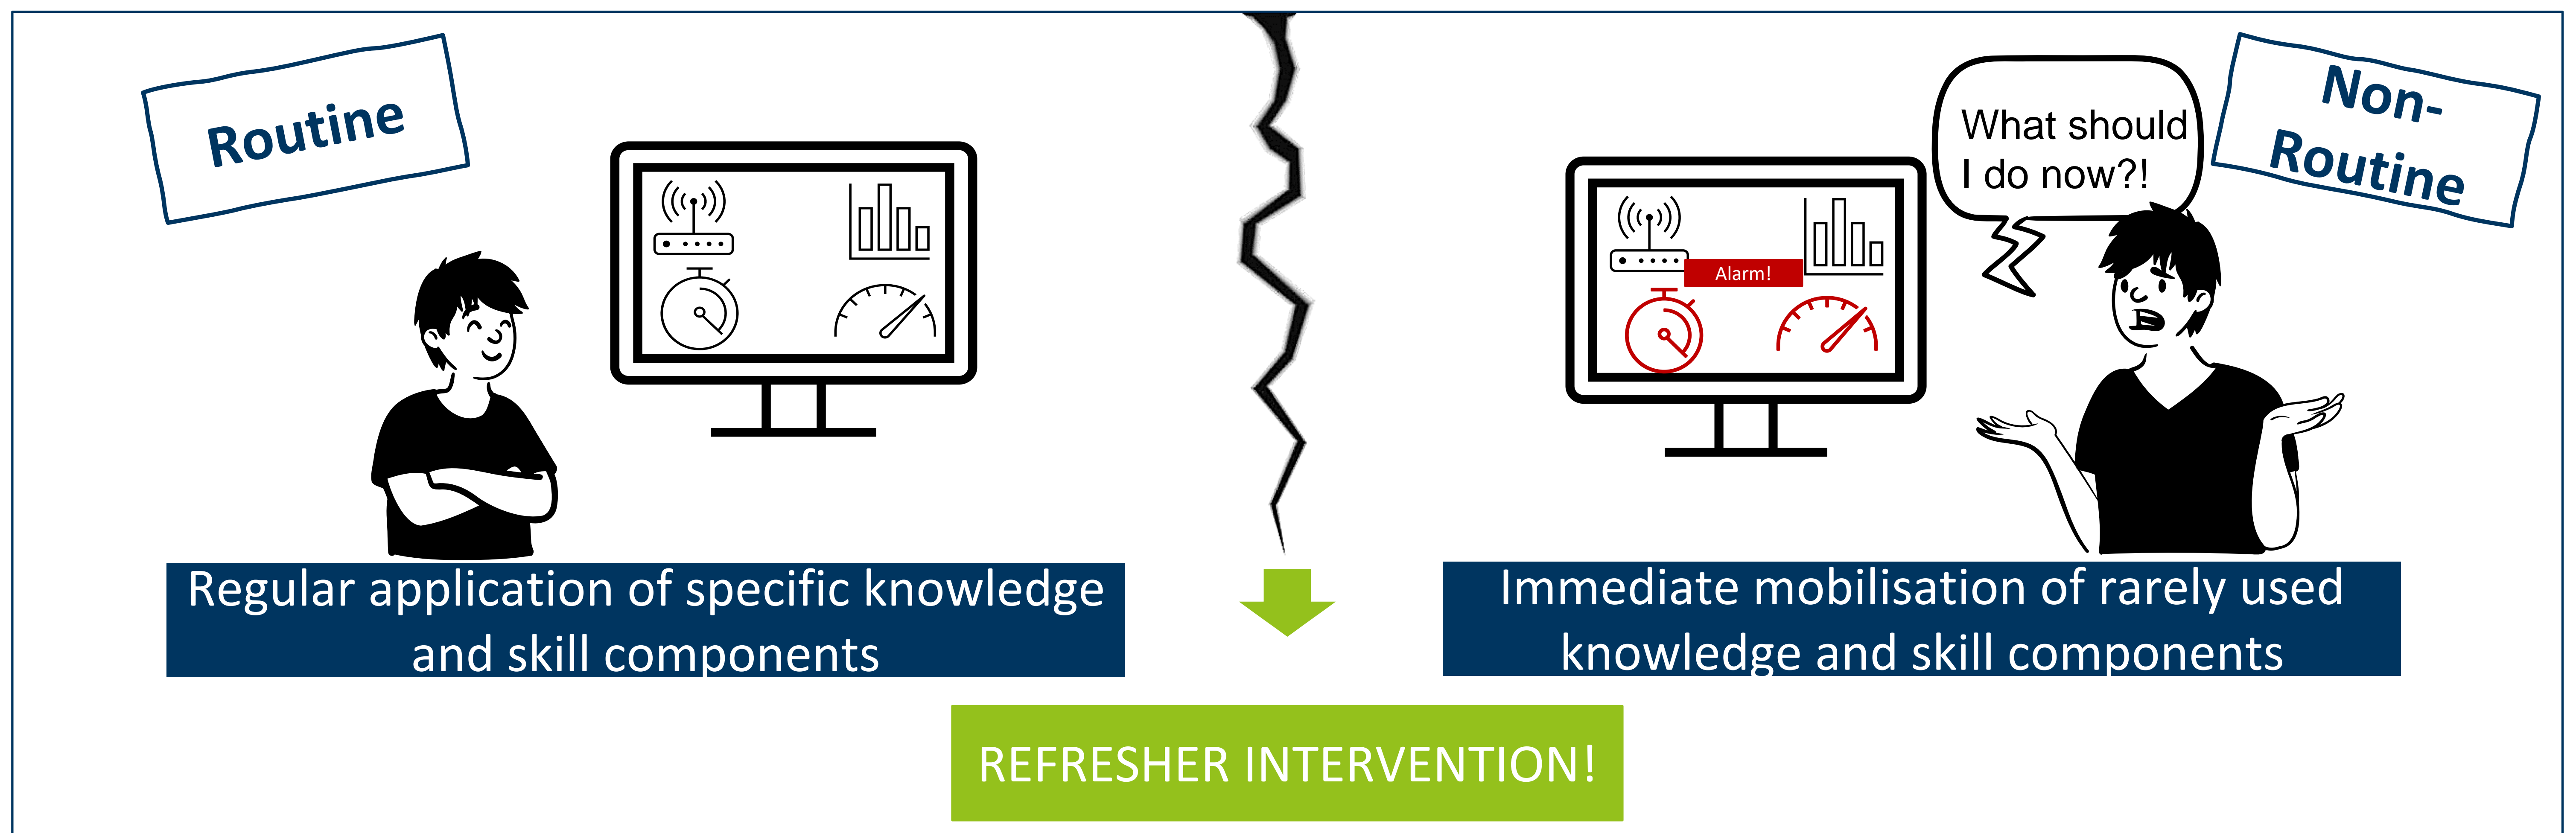 Routine
What should
I do now?!
Non-
Routine
Alarm!
Regular application of specific knowledge
and skill components
Immediate mobilisation of rarely used
knowledge and skill components
REFRESHER INTERVENTION!